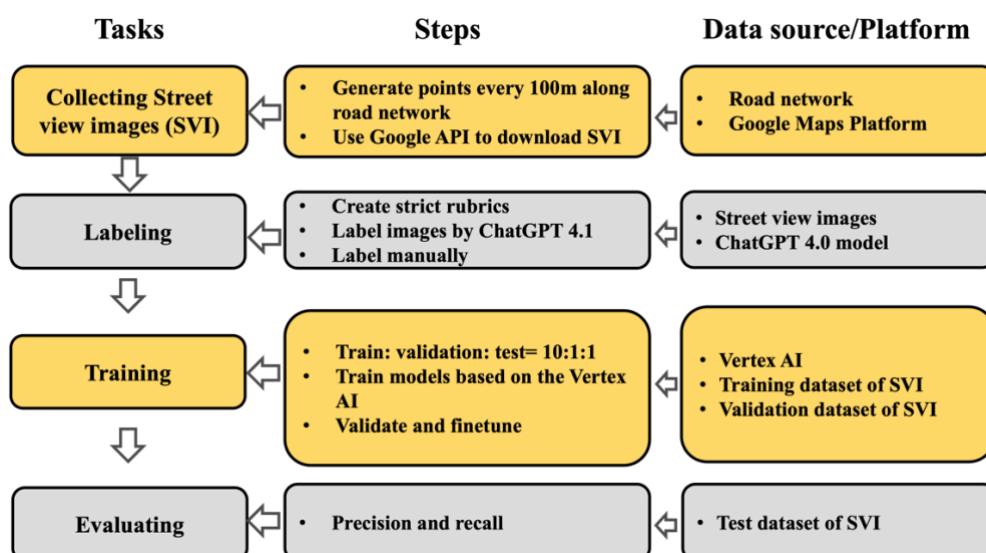 Tasks
Steps
Data source/Platform
Collecting Street
view images (SVI)
• Generate points every 100m along
road network
• Use Google API to download SVI
• Road network
• Google Maps Platform
Labeling
• Create strict rubrics
• Label images by ChatGPT 4.1
• Label manually
• Street view images
• ChatGPT 4.0 model
Training
• Train: validation: test= 10:1:1
• Train models based on the Vertex
AI
• Validate and finetune
• Vertex AI
• Training dataset of SVI
• Validation dataset of SVI
Evaluating
• Precision and recall
• Test dataset of SVI